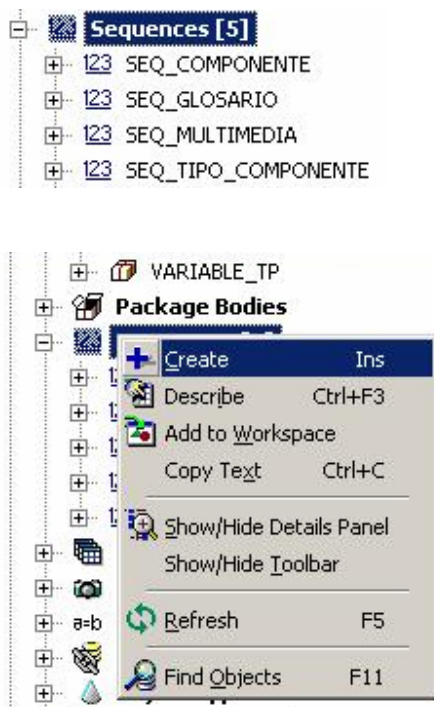 Sequences [5]
123 SEQ_COMPONENTE
123 SEQ_GLOSARIO
123 SEQ_MULTIMEDIA
123 SEQ_TIPO_COMPONENTE
VARIABLE_TP
Package Bodies
Create Ins
Describe Ctrl+F3
Add to Workspace
Copy Text Ctrl+C
Show/Hide Details Panel
Show/Hide Toolbar
a=b
Refresh F5
Find Objects F11